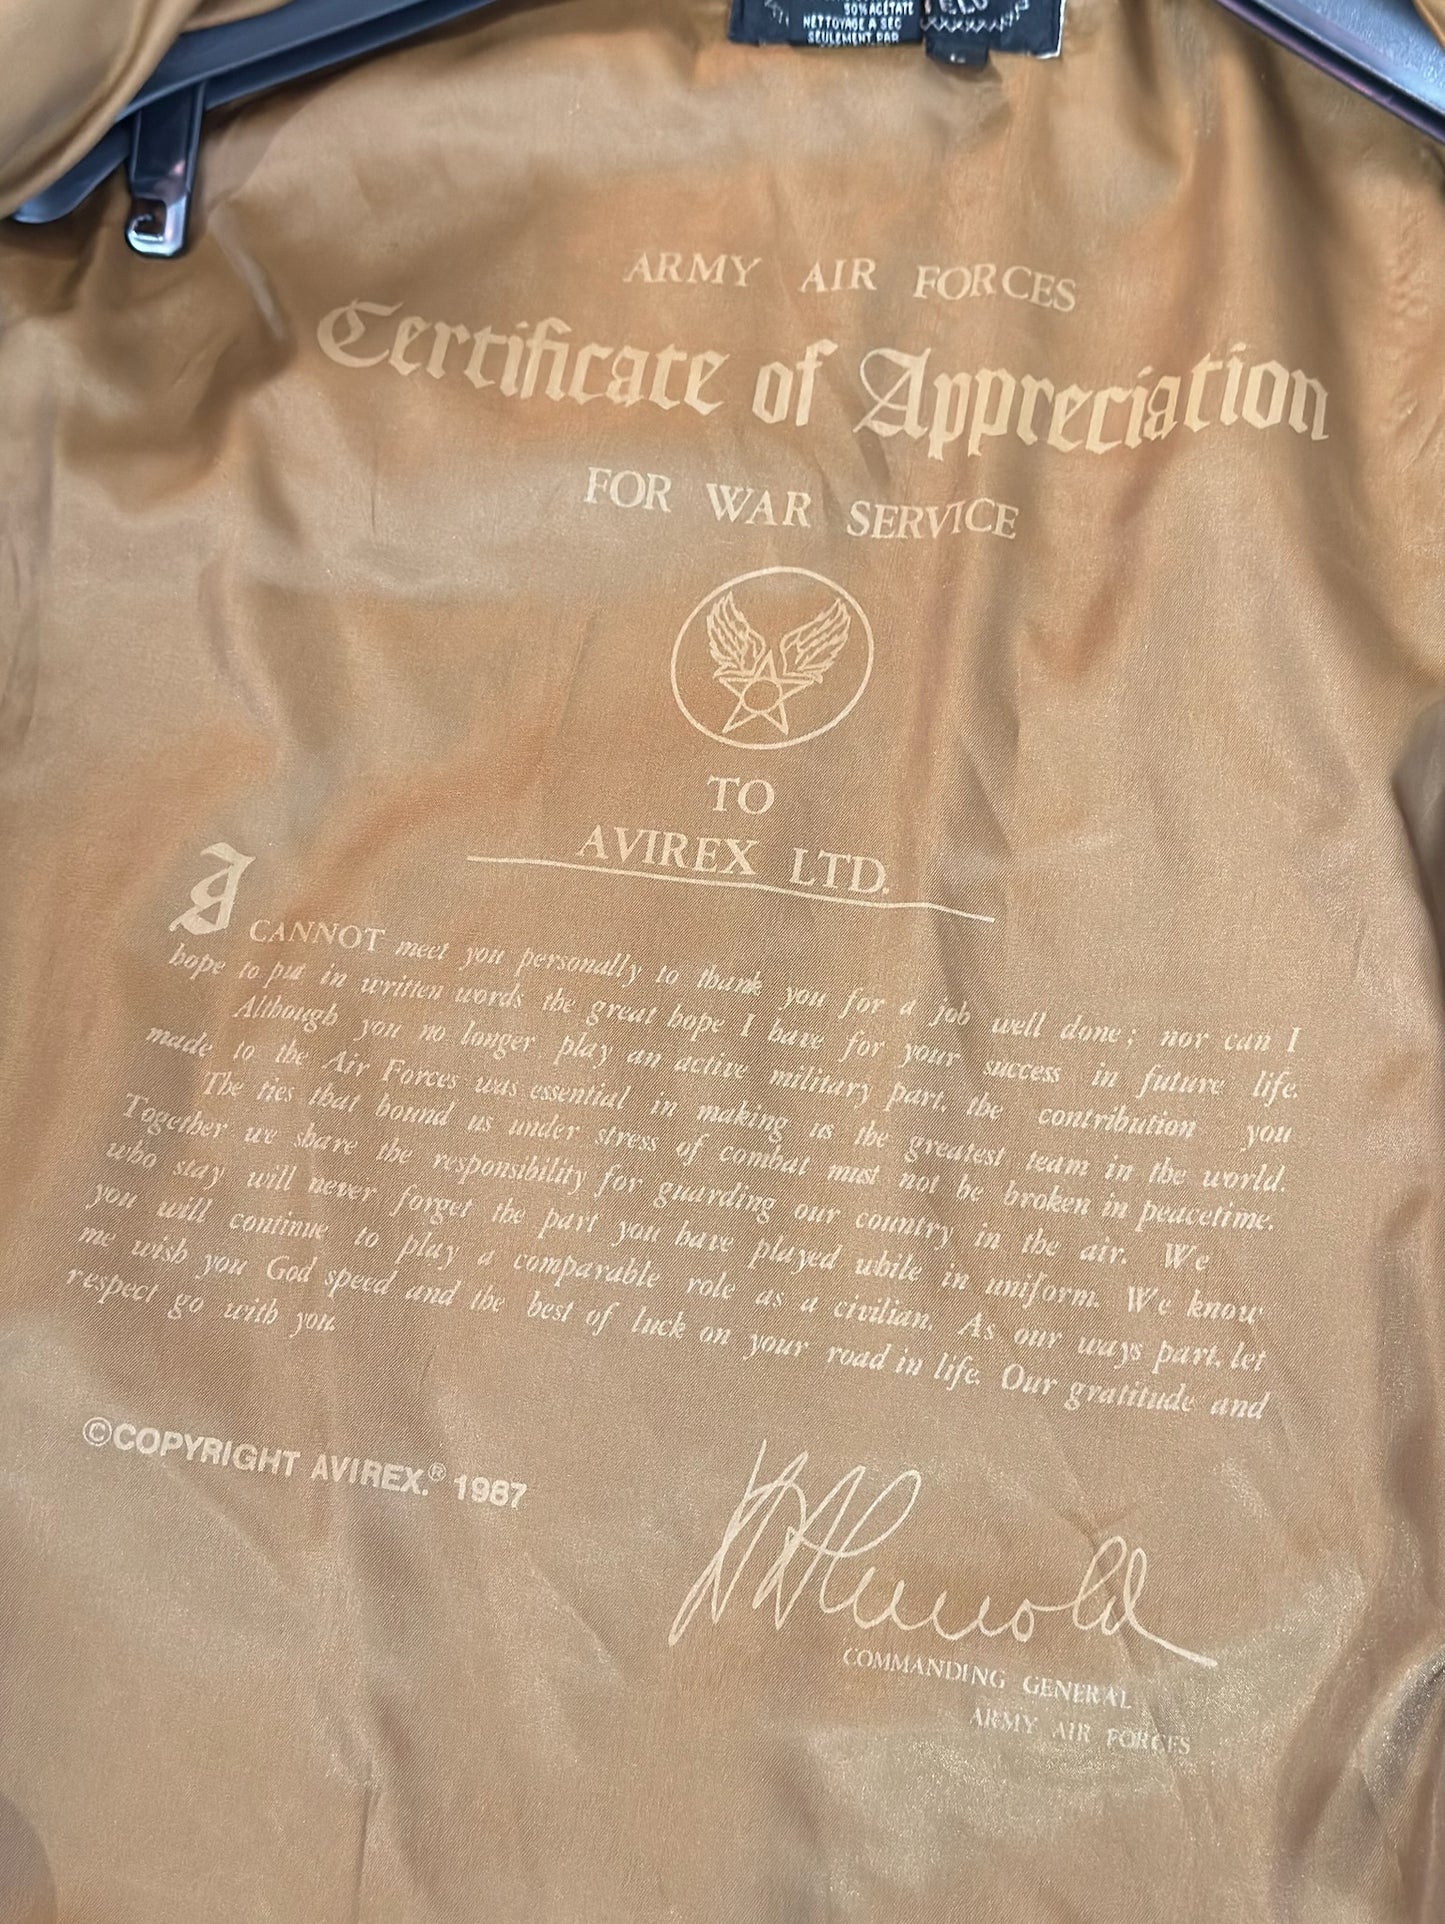 50% ACETATE
NETTOYAGE A SEC
SEULEMENT PAR
ARMY AIR FORCES
Certificate of Appreciation
FOR WAR SERVICE
TO
AVIREX LTD.
I CANNOT meet you personally to thank you for a job well done; nor can I
hope to put in written words the great hope I have for your success in future life.
Although you no longer play an active military part, the contribution you
made to the Air Forces was essential in making us the greatest team in the world.
The ties that bound us under stress of combat must not be broken in peacetime.
Together we share the responsibility for guarding our country in the air. We
who stay will never forget the part you have played while in uniform. We know
you will continue to play a comparable role as a civilian. As our ways part, let
me wish you God speed and the best of luck on your road in life. Our gratitude and
respect go with you.
©COPYRIGHT AVIREX.® 1987
H H Arnold
COMMANDING GENERAL
ARMY AIR FORCES